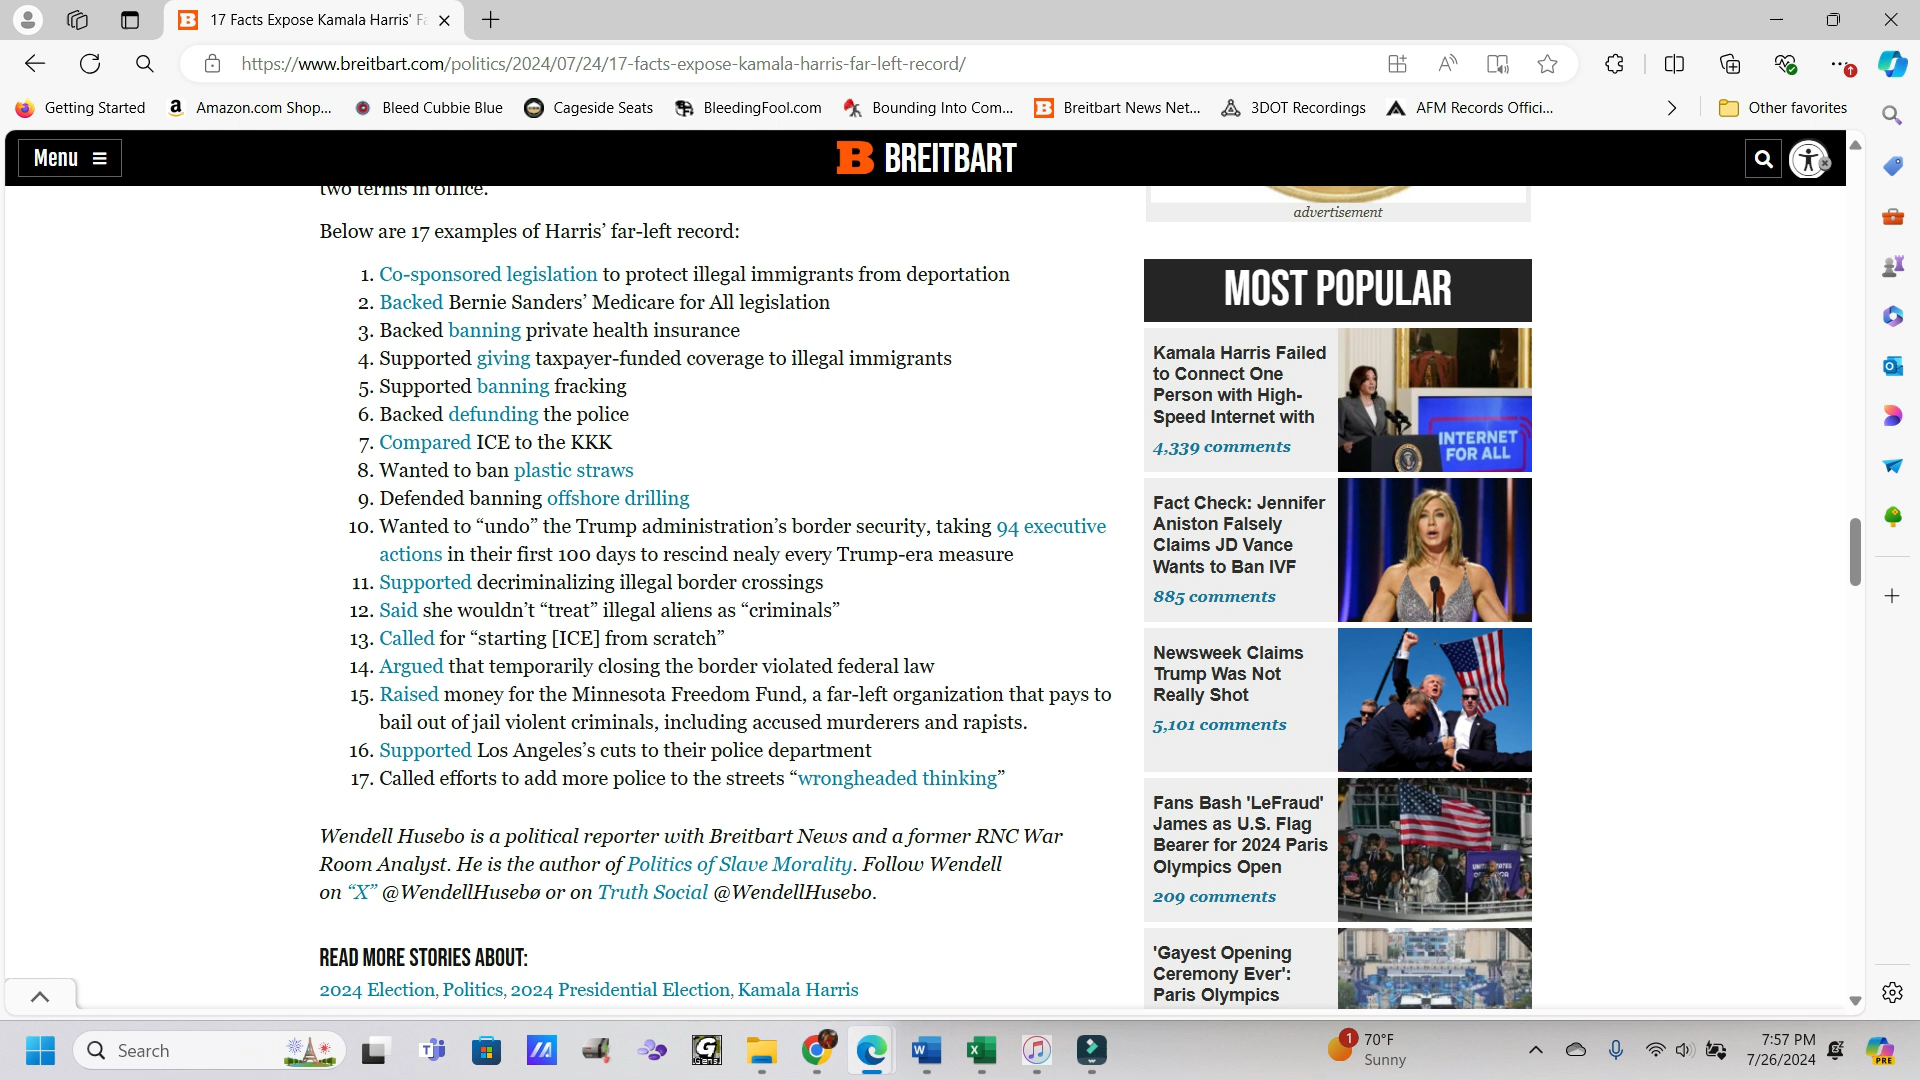 17 Facts Expose Kamala Harris' Fa
https://www.breitbart.com/politics/2024/07/24/17-facts-expose-kamala-harris-far-left-record/
Getting Started
Amazon.com Shop...
Bleed Cubbie Blue
Cageside Seats
BleedingFool.com
Bounding Into Com...
Breitbart News Net...
3DOT Recordings
AFM Records Offici...
Other favorites
Menu
B BREITBART
two terms in office.
Below are 17 examples of Harris’ far-left record:
1. Co-sponsored legislation to protect illegal immigrants from deportation
2. Backed Bernie Sanders’ Medicare for All legislation
3. Backed banning private health insurance
4. Supported giving taxpayer-funded coverage to illegal immigrants
5. Supported banning fracking
6. Backed defunding the police
7. Compared ICE to the KKK
8. Wanted to ban plastic straws
9. Defended banning offshore drilling
10. Wanted to “undo” the Trump administration’s border security, taking 94 executive
actions in their first 100 days to rescind nealy every Trump-era measure
11. Supported decriminalizing illegal border crossings
12. Said she wouldn’t “treat” illegal aliens as “criminals”
13. Called for “starting [ICE] from scratch”
14. Argued that temporarily closing the border violated federal law
15. Raised money for the Minnesota Freedom Fund, a far-left organization that pays to
bail out of jail violent criminals, including accused murderers and rapists.
16. Supported Los Angeles’s cuts to their police department
17. Called efforts to add more police to the streets “wrongheaded thinking”
Wendell Husebo is a political reporter with Breitbart News and a former RNC War
Room Analyst. He is the author of Politics of Slave Morality. Follow Wendell
on “X” @WendellHusebø or on Truth Social @WendellHusebo.
READ MORE STORIES ABOUT:
2024 Election, Politics, 2024 Presidential Election, Kamala Harris
advertisement
MOST POPULAR
Kamala Harris Failed
to Connect One
Person with High-
Speed Internet with
4,339 comments
INTERNET
FOR ALL
Fact Check: Jennifer
Aniston Falsely
Claims JD Vance
Wants to Ban IVF
885 comments
Newsweek Claims
Trump Was Not
Really Shot
5,101 comments
Fans Bash 'LeFraud'
James as U.S. Flag
Bearer for 2024 Paris
Olympics Open
209 comments
'Gayest Opening
Ceremony Ever':
Paris Olympics
Search
1
70°F
Sunny
7:57 PM
7/26/2024
PRE